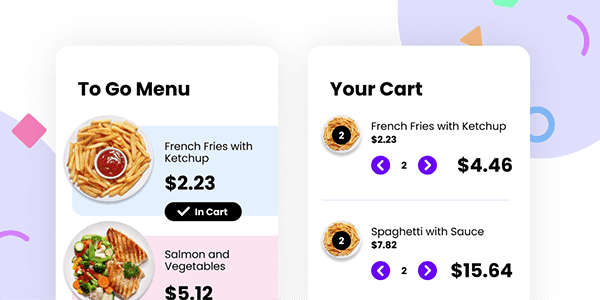 To Go Menu
French Fries with
Ketchup
$2.23
In Cart
Salmon and
Vegetables
$5.12
Your Cart
2
French Fries with Ketchup
$2.23
2
$4.46
2
Spaghetti with Sauce
$7.82
2
$15.64